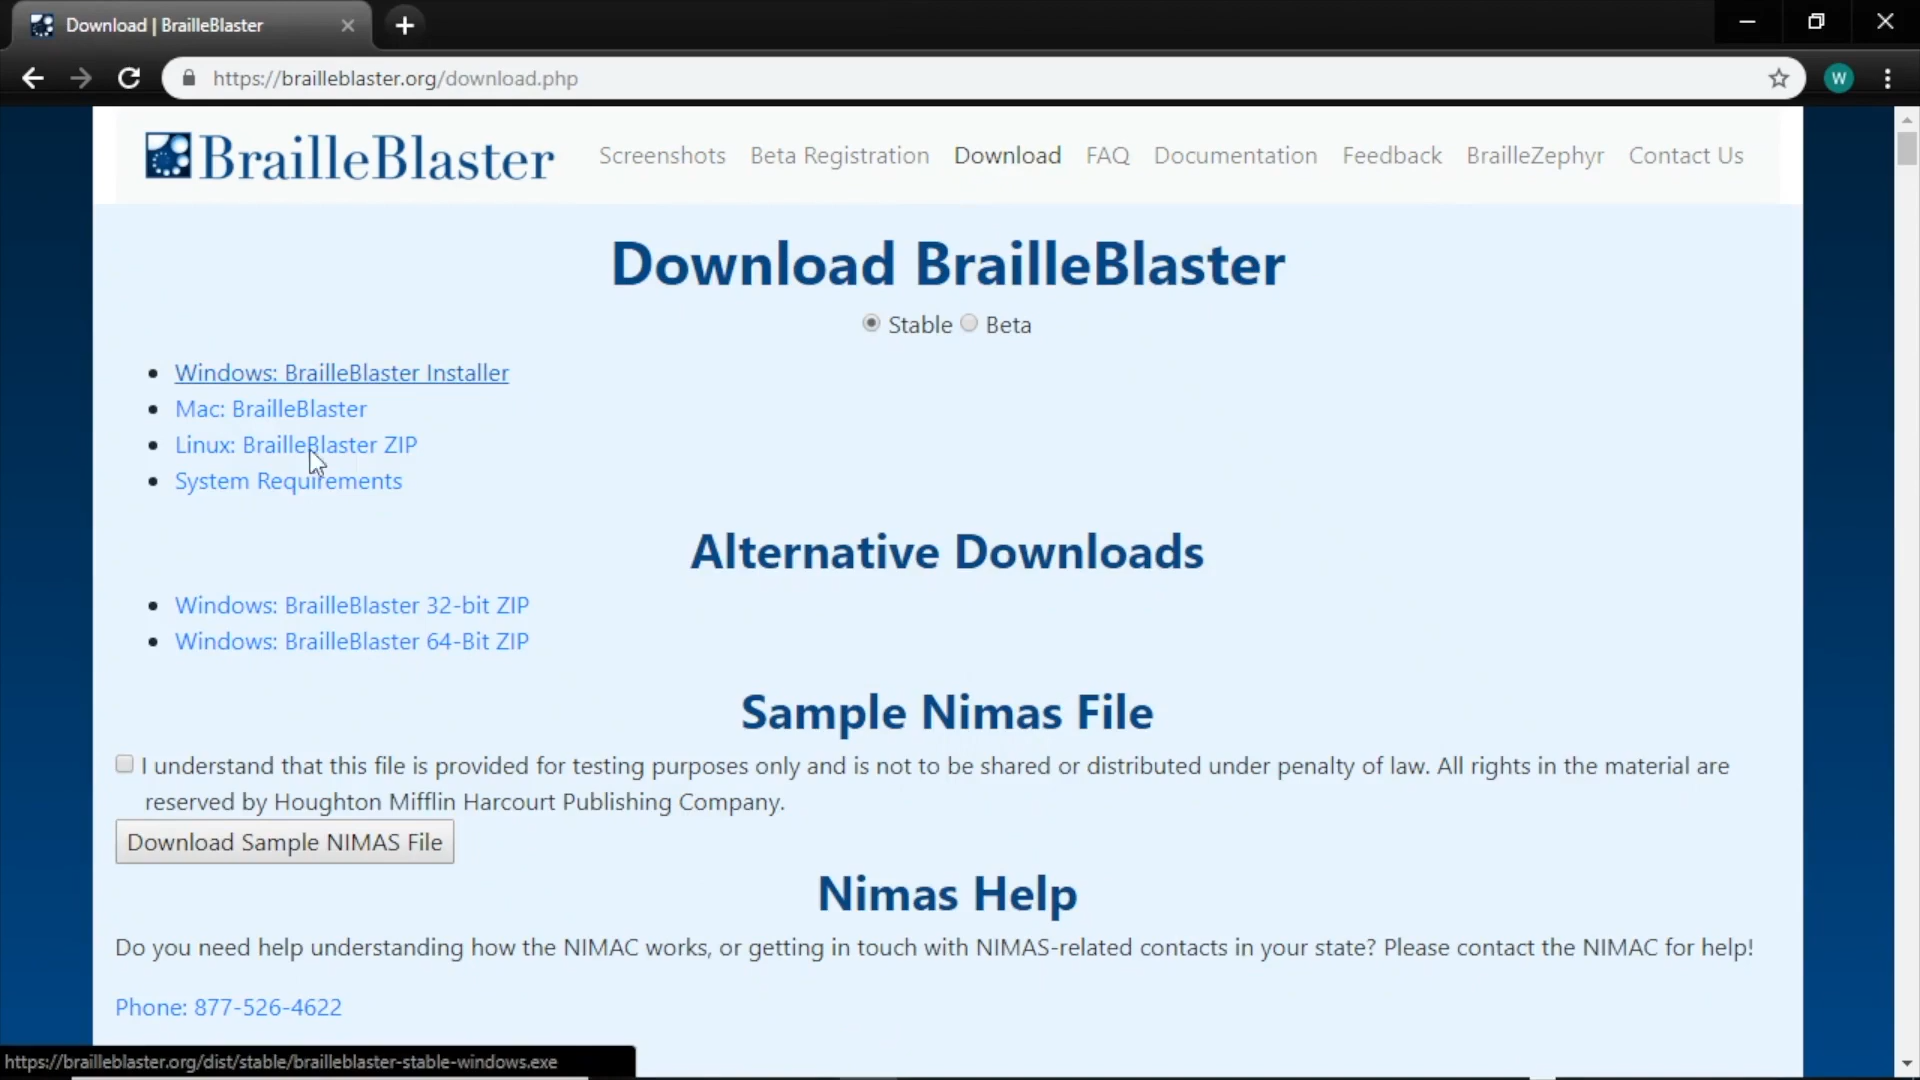 Download | BrailleBlaster
https://brailleblaster.org/download.php
W
BrailleBlaster
Screenshots Beta Registration Download FAQ Documentation Feedback BrailleZephyr Contact Us
Download BrailleBlaster
Stable Beta
Windows: BrailleBlaster Installer
Mac: BrailleBlaster
Linux: BrailleBlaster ZIP
System Requirements
Alternative Downloads
Windows: BrailleBlaster 32-bit ZIP
Windows: BrailleBlaster 64-Bit ZIP
Sample Nimas File
I understand that this file is provided for testing purposes only and is not to be shared or distributed under penalty of law. All rights in the material are
reserved by Houghton Mifflin Harcourt Publishing Company.
Download Sample NIMAS File
Nimas Help
Do you need help understanding how the NIMAC works, or getting in touch with NIMAS-related contacts in your state? Please contact the NIMAC for help!
Phone: 877-526-4622
https://brailleblaster.org/dist/stable/brailleblaster-stable-windows.exe